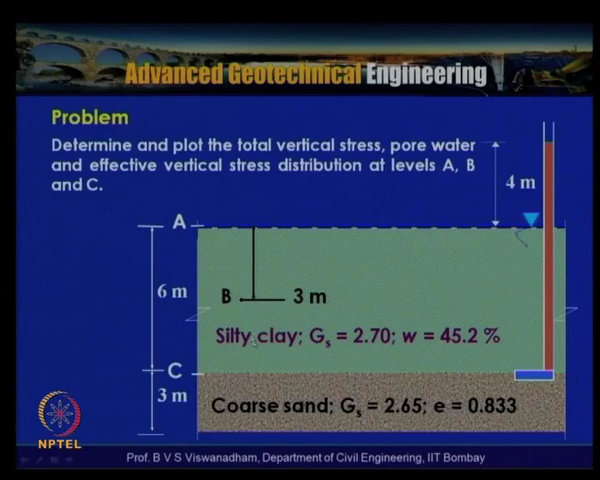 Advanced Geotechnical Engineering
Problem
Determine and plot the total vertical stress, pore water
and effective vertical stress distribution at levels A, B
and C.
4 m
A
6 m
B
3 m
Silty clay; Gs = 2.70; w = 45.2 %
C
3 m
Coarse sand; Gs = 2.65; e = 0.833
NPTEL
Prof. B V S Viswanadham, Department of Civil Engineering, IIT Bombay